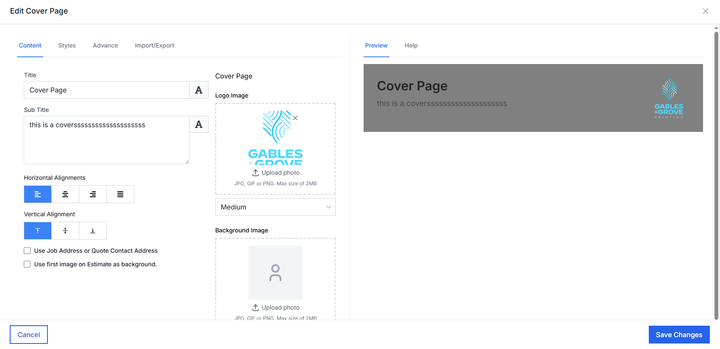 Edit Cover Page
Content Styles Advance Import/Export
Preview Help
Title
Cover Page
A
Sub Title
this is a coverssssssssssssssssssss
A
Horizontal Alignments
Vertical Alignment
Use Job Address or Quote Contact Address
Use first image on Estimate as background.
Cover Page
Logo Image
GABLES
& GROVE
Upload photo
JPG, GIF or PNG. Max size of 2MB
Medium
Background Image
Upload photo
JPG, GIF or PNG. Max size of 2MB
Cover Page
this is a coverssssssssssssssssssss
GABLES
& GROVE
PRINTING
Cancel
Save Changes